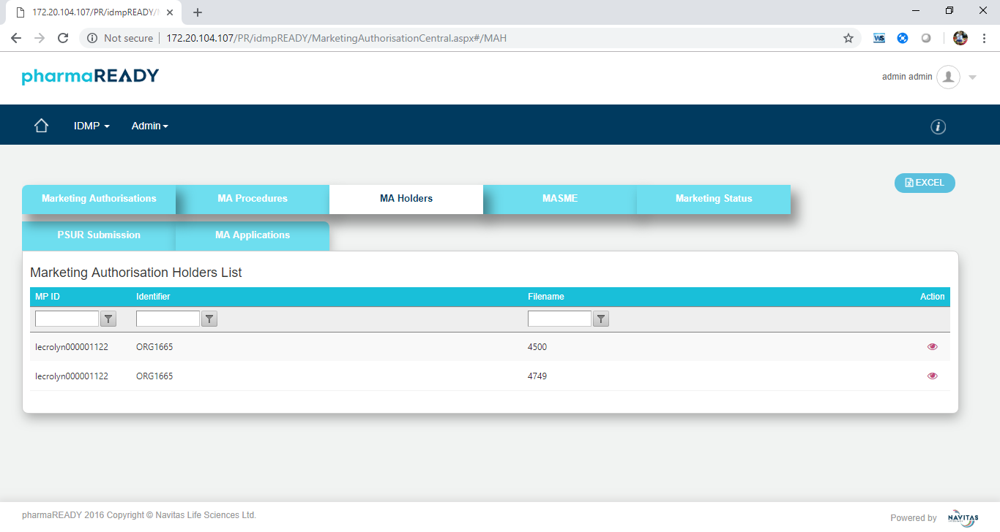 172.20.104.107/PR/idmpREADY/
Not secure
172.20.104.107/PR/idmpREADY/MarketingAuthorisationCentral.aspx#/MAH
WS
pharmaREADY
admin admin
IDMP
Admin
i
EXCEL
Marketing Authorisations
MA Procedures
MA Holders
MASME
Marketing Status
PSUR Submission
MA Applications
Marketing Authorisation Holders List
MP ID Identifier Filename Action
lecrolyn000001122 ORG1665 4500
lecrolyn000001122 ORG1665 4749
pharmaREADY 2016 Copyright © Navitas Life Sciences Ltd.
Powered by
NAVITAS